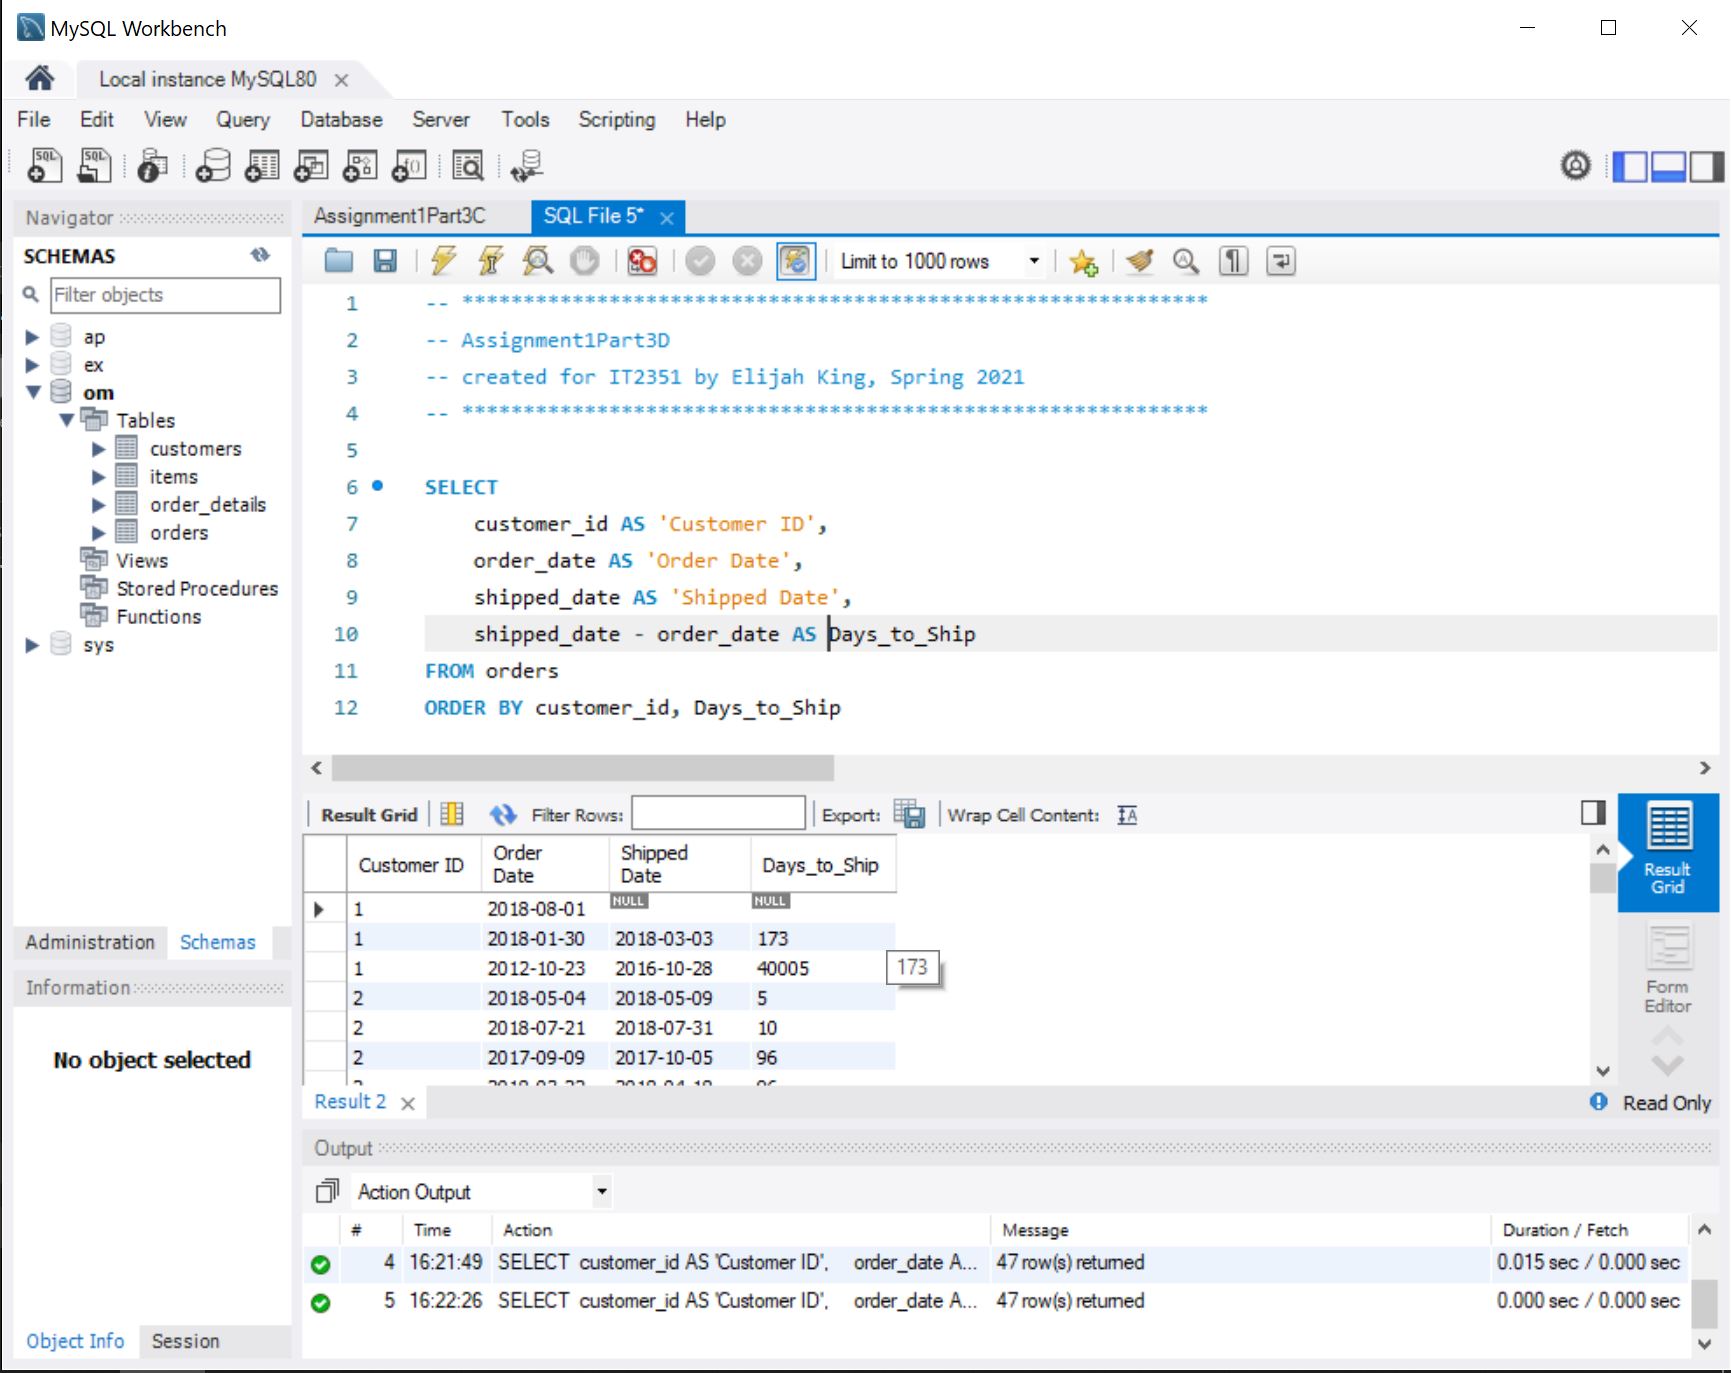 MySQL Workbench
Local instance MySQL80
File Edit View Query Database Server Tools Scripting Help
Navigator
SCHEMAS
Filter objects
ap
ex
om
Tables
customers
items
order_details
orders
Views
Stored Procedures
Functions
sys
Administration Schemas
Information
No object selected
Object Info Session
Assignment1Part3C SQL File 5*
Limit to 1000 rows
1 -- *************************************************************
2 -- Assignment1Part3D
3 -- created for IT2351 by Elijah King, Spring 2021
4 -- *************************************************************
5
6 SELECT
7 customer_id AS 'Customer ID',
8 order_date AS 'Order Date',
9 shipped_date AS 'Shipped Date',
10 shipped_date - order_date AS Days_to_Ship
11 FROM orders
12 ORDER BY customer_id, Days_to_Ship
Result Grid Filter Rows: Export: Wrap Cell Content:
Customer ID Order Date Shipped Date Days_to_Ship
1 2018-08-01 NULL NULL
1 2018-01-30 2018-03-03 173
1 2012-10-23 2016-10-28 40005
173
2 2018-05-04 2018-05-09 5
2 2018-07-21 2018-07-31 10
2 2017-09-09 2017-10-05 96
Result Grid
Form Editor
Result 2
Read Only
Output
Action Output
# Time Action Message Duration / Fetch
4 16:21:49 SELECT customer_id AS 'Customer ID', order_date A... 47 row(s) returned 0.015 sec / 0.000 sec
5 16:22:26 SELECT customer_id AS 'Customer ID', order_date A... 47 row(s) returned 0.000 sec / 0.000 sec